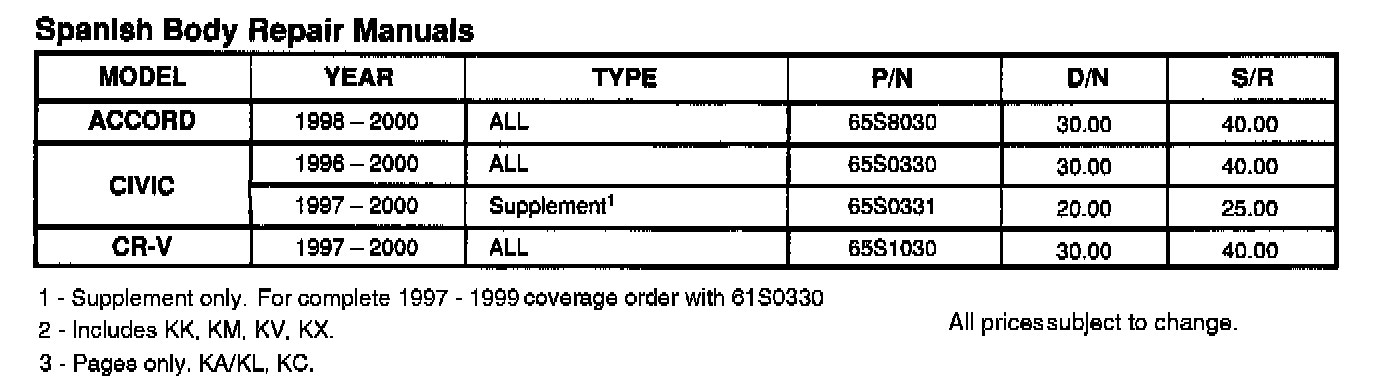 Spanish Body Repair Manuals
MODEL YEAR TYPE P/N D/N S/R
ACCORD 1998 – 2000 ALL 65S8030 30.00 40.00
CIVIC 1996 – 2000 ALL 65S0330 30.00 40.00
1997 – 2000 Supplement1 65S0331 20.00 25.00
CR-V 1997 – 2000 ALL 65S1030 30.00 40.00
1 - Supplement only. For complete 1997 - 1999 coverage order with 61S0330
2 - Includes KK, KM, KV, KX.
3 - Pages only. KA/KL, KC.
All prices subject to change.